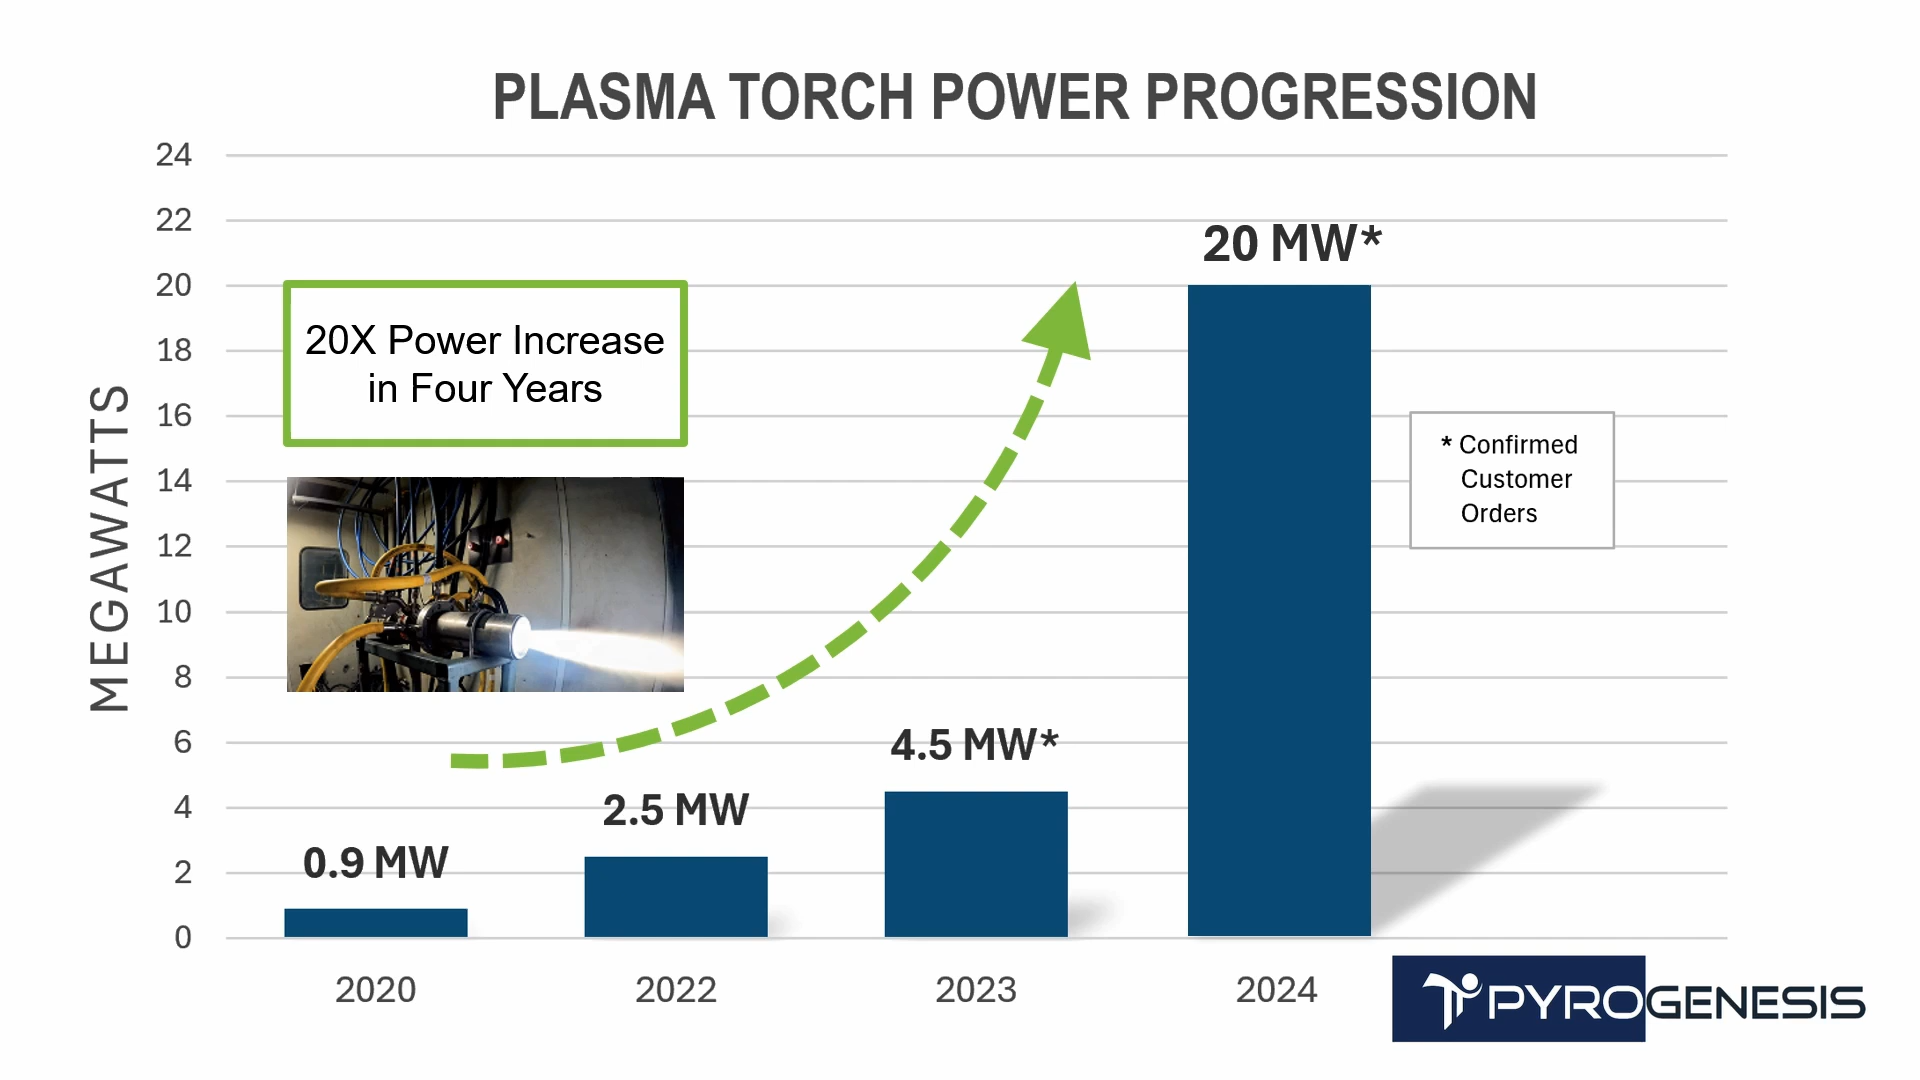 PLASMA TORCH POWER PROGRESSION
24
22
20
18
16
14
12
10
8
6
4
2
0
MEGAWATTS
20X Power Increase
in Four Years
0.9 MW
2.5 MW
4.5 MW*
20 MW*
* Confirmed
Customer
Orders
2020
2022
2023
2024
PYROGENESIS